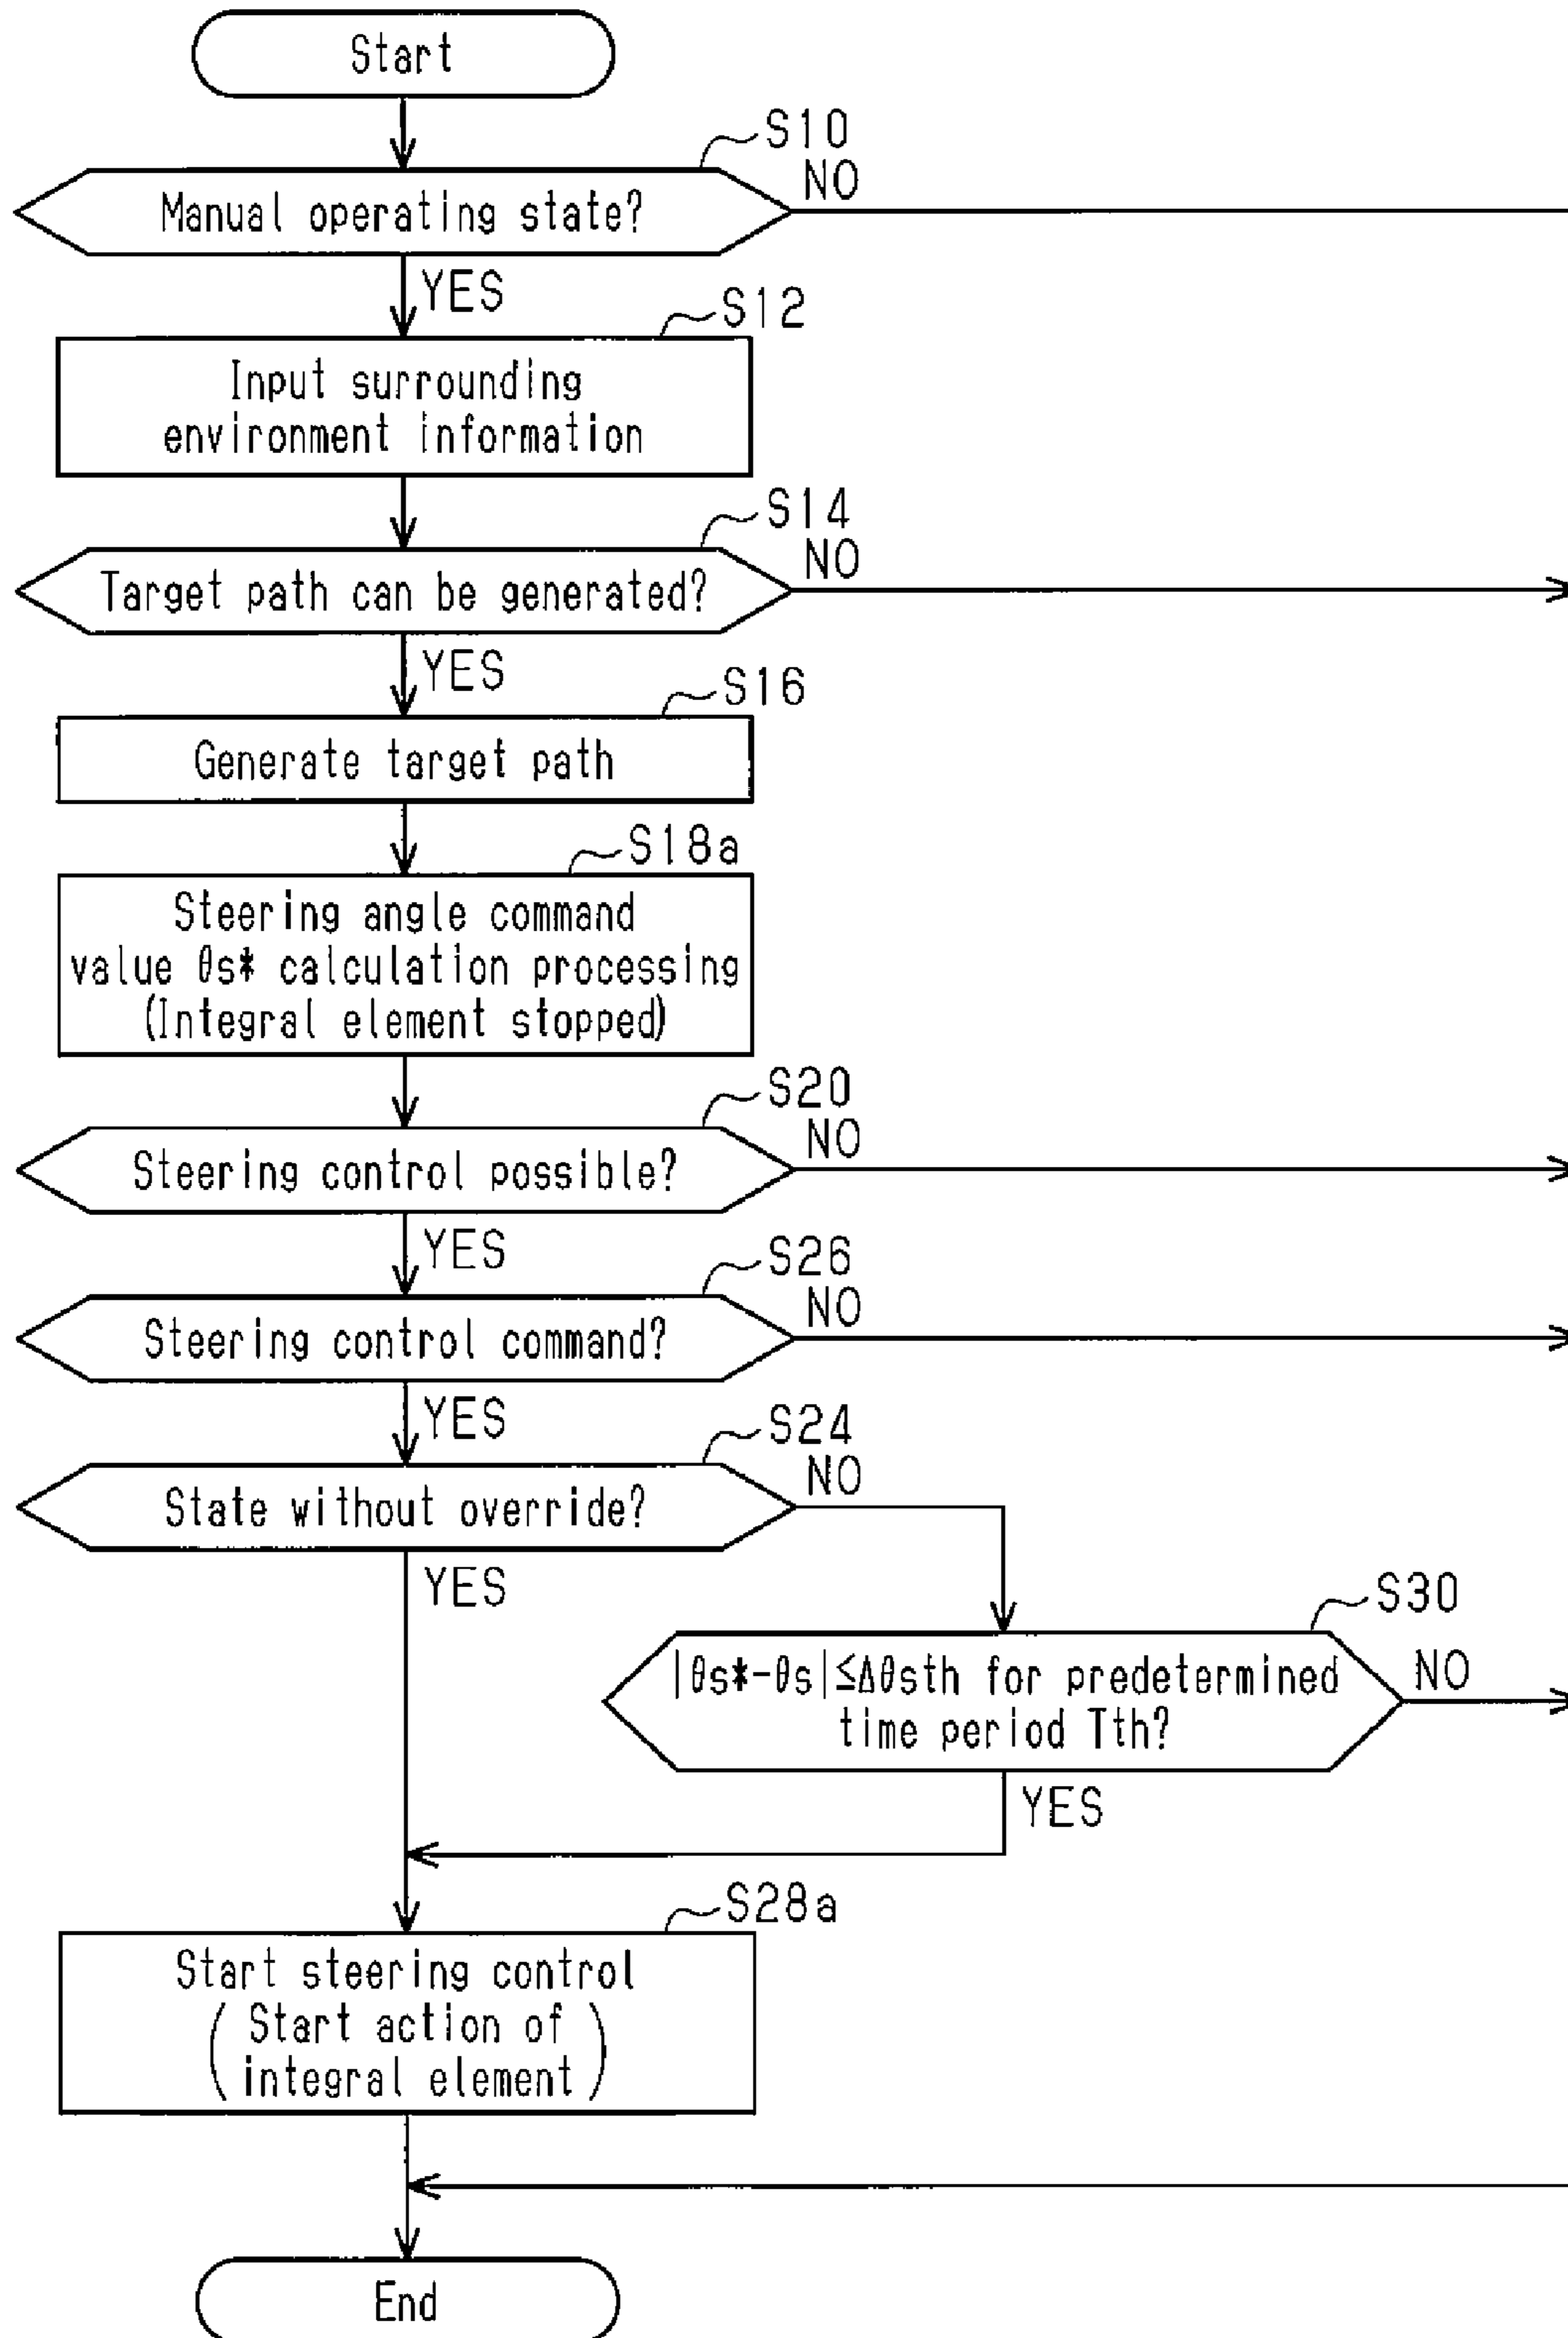 Start
S10
Manual operating state?
NO
YES
S12
Input surrounding
environment information
S14
Target path can be generated?
NO
YES
S16
Generate target path
S18a
Steering angle command
value θs* calculation processing
(Integral element stopped)
S20
Steering control possible?
NO
YES
S26
Steering control command?
NO
YES
S24
State without override?
NO
YES
S30
|θs*-θs|≤Δθsth for predetermined
time period Tth?
NO
YES
S28a
Start steering control
(Start action of
integral element)
End